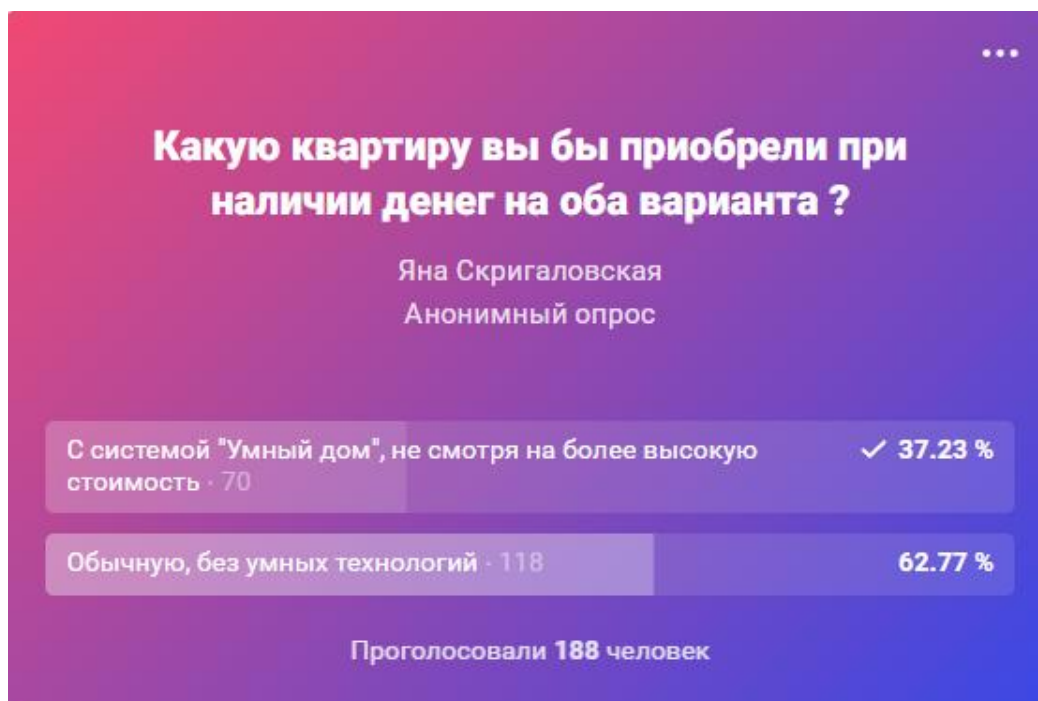 Какую квартиру вы бы приобрели при
наличии денег на оба варианта ?
Яна Скригаловская
Анонимный опрос
С системой "Умный дом", не смотря на более высокую
стоимость · 70
37.23 %
Обычную, без умных технологий · 118
62.77 %
Проголосовали 188 человек